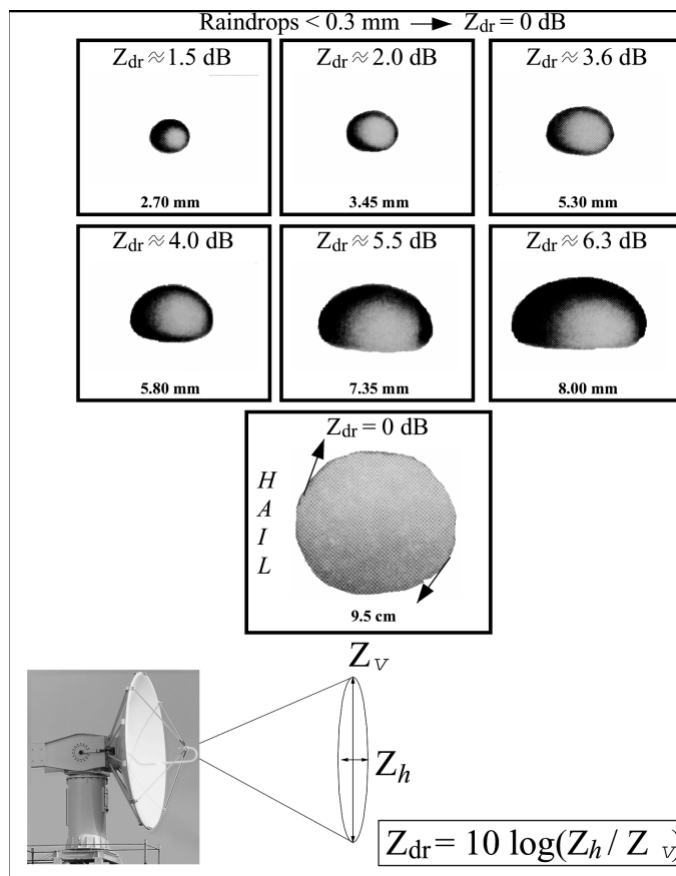 Raindrops < 0.3 mm → Zdr = 0 dB
Zdr ≈ 1.5 dB
2.70 mm
Zdr ≈ 2.0 dB
3.45 mm
Zdr ≈ 3.6 dB
5.30 mm
Zdr ≈ 4.0 dB
5.80 mm
Zdr ≈ 5.5 dB
7.35 mm
Zdr ≈ 6.3 dB
8.00 mm
Zdr = 0 dB
H
A
I
L
9.5 cm
Zv
Zh
Zdr = 10 log(Zh / Z v)